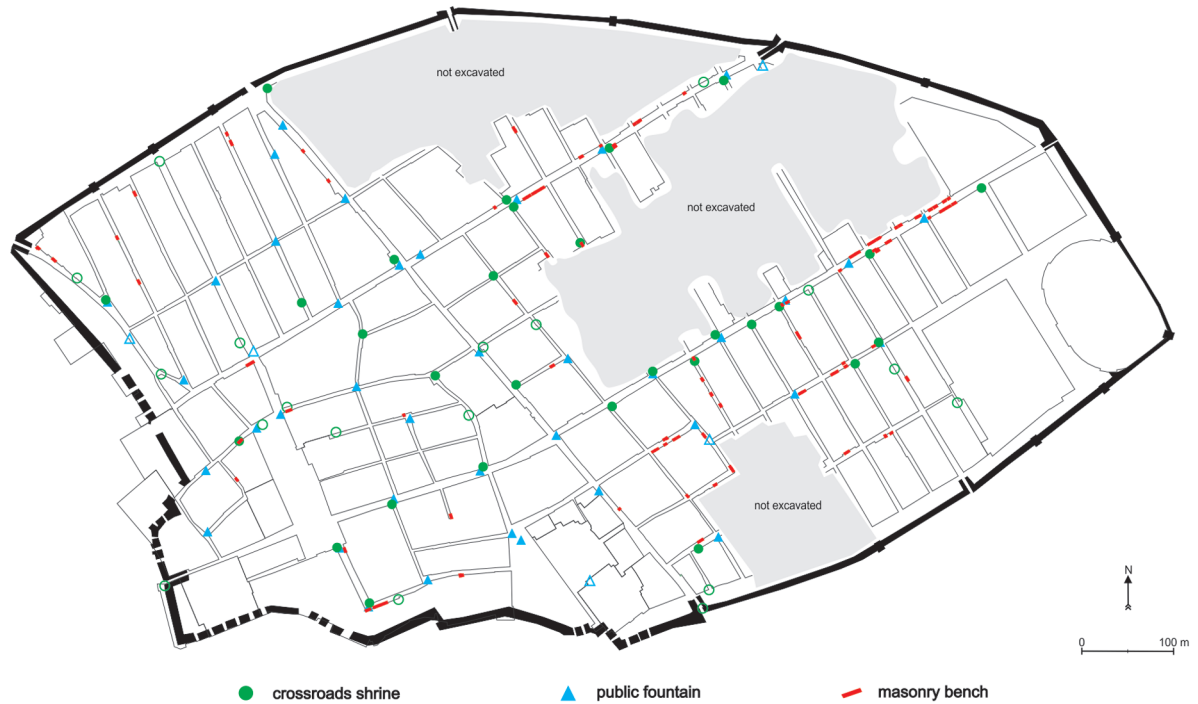 not excavated
not excavated
not excavated
N
0 100 m
crossroads shrine public fountain masonry bench